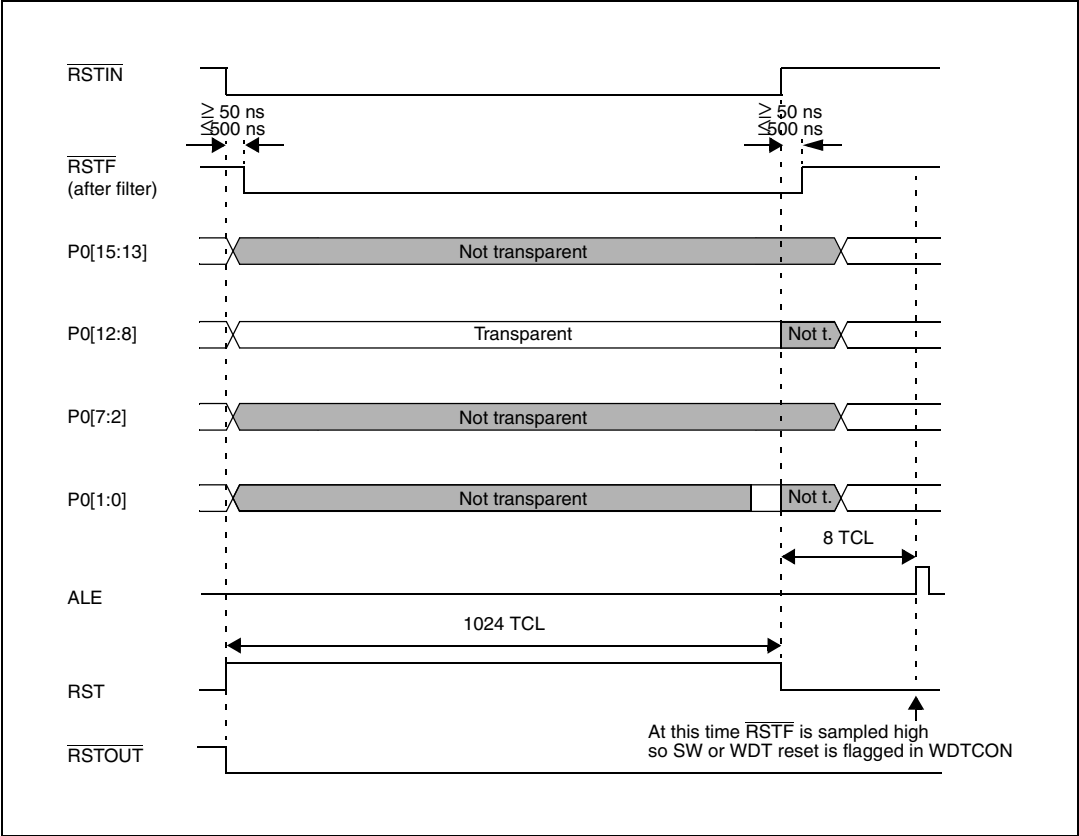 RSTIN
≥ 50 ns
≤500 ns
≥ 50 ns
≤500 ns
RSTF
(after filter)
P0[15:13]
Not transparent
P0[12:8]
Transparent
Not t.
P0[7:2]
Not transparent
P0[1:0]
Not transparent
Not t.
8 TCL
ALE
1024 TCL
RST
At this time RSTF is sampled high
so SW or WDT reset is flagged in WDTCON
RSTOUT